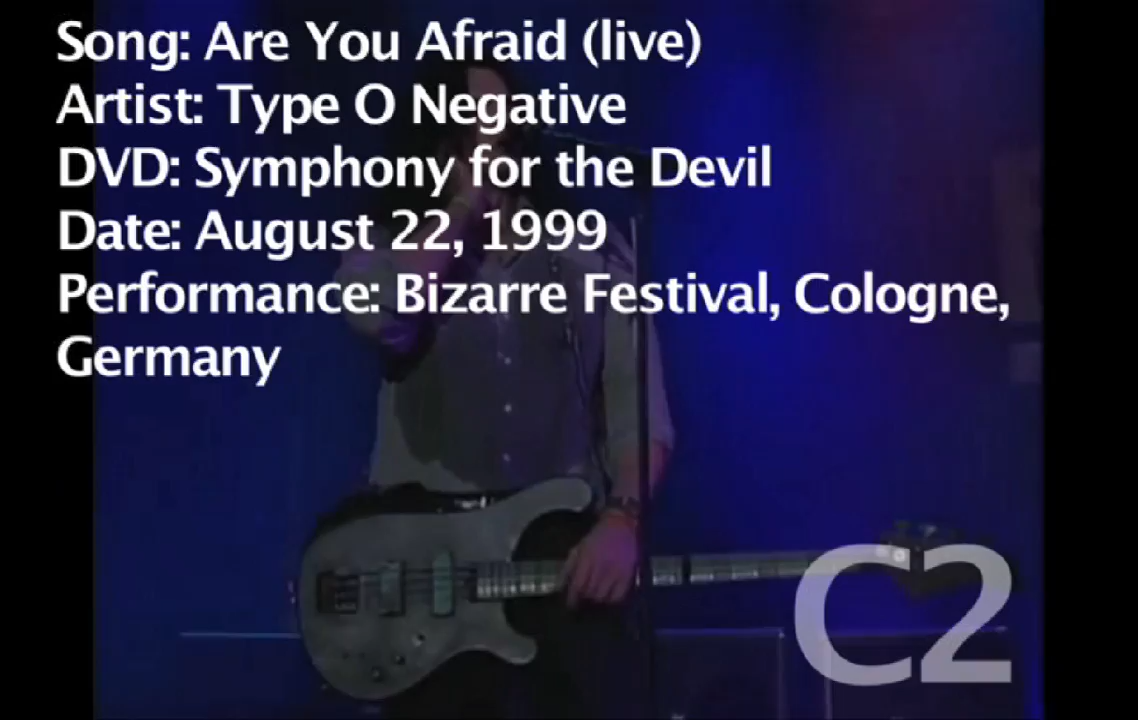 Song: Are You Afraid (live)
Artist: Type O Negative
DVD: Symphony for the Devil
Date: August 22, 1999
Performance: Bizarre Festival, Cologne,
Germany
C2